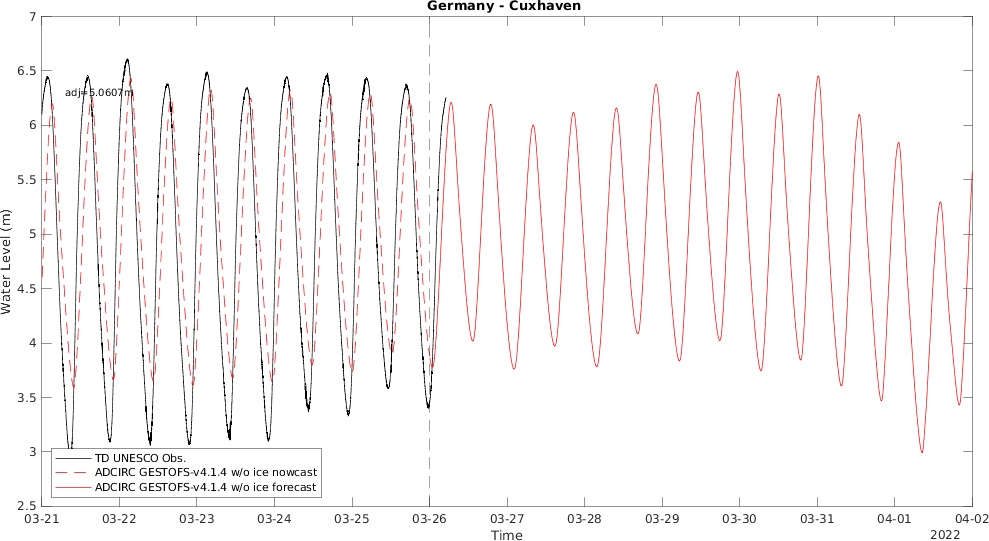 Germany - Cuxhaven
7
6.5
6
5.5
5
4.5
4
3.5
3
2.5
Water Level (m)
adj=5.0607m
TD UNESCO Obs.
ADCIRC GESTOFS-v4.1.4 w/o ice nowcast
ADCIRC GESTOFS-v4.1.4 w/o ice forecast
03-21 03-22 03-23 03-24 03-25 03-26 03-27 03-28 03-29 03-30 03-31 04-01 04-02
Time
2022